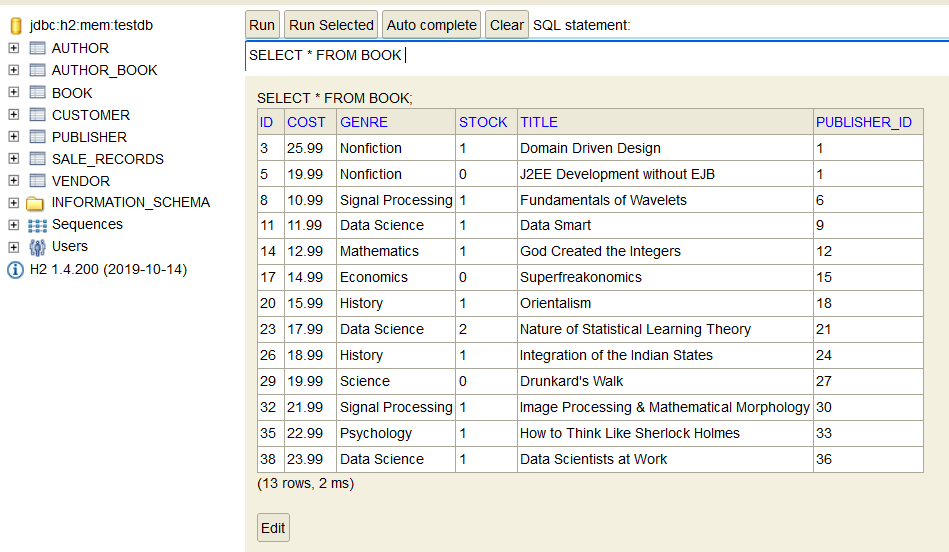 jdbc:h2:mem:testdb
AUTHOR
AUTHOR_BOOK
BOOK
CUSTOMER
PUBLISHER
SALE_RECORDS
VENDOR
INFORMATION_SCHEMA
Sequences
Users
H2 1.4.200 (2019-10-14)
Run Run Selected Auto complete Clear SQL statement:
SELECT * FROM BOOK
SELECT * FROM BOOK;
ID COST GENRE STOCK TITLE PUBLISHER_ID
3 25.99 Nonfiction 1 Domain Driven Design 1
5 19.99 Nonfiction 0 J2EE Development without EJB 1
8 10.99 Signal Processing 1 Fundamentals of Wavelets 6
11 11.99 Data Science 1 Data Smart 9
14 12.99 Mathematics 1 God Created the Integers 12
17 14.99 Economics 0 Superfreakonomics 15
20 15.99 History 1 Orientalism 18
23 17.99 Data Science 2 Nature of Statistical Learning Theory 21
26 18.99 History 1 Integration of the Indian States 24
29 19.99 Science 0 Drunkard's Walk 27
32 21.99 Signal Processing 1 Image Processing & Mathematical Morphology 30
35 22.99 Psychology 1 How to Think Like Sherlock Holmes 33
38 23.99 Data Science 1 Data Scientists at Work 36
(13 rows, 2 ms)
Edit